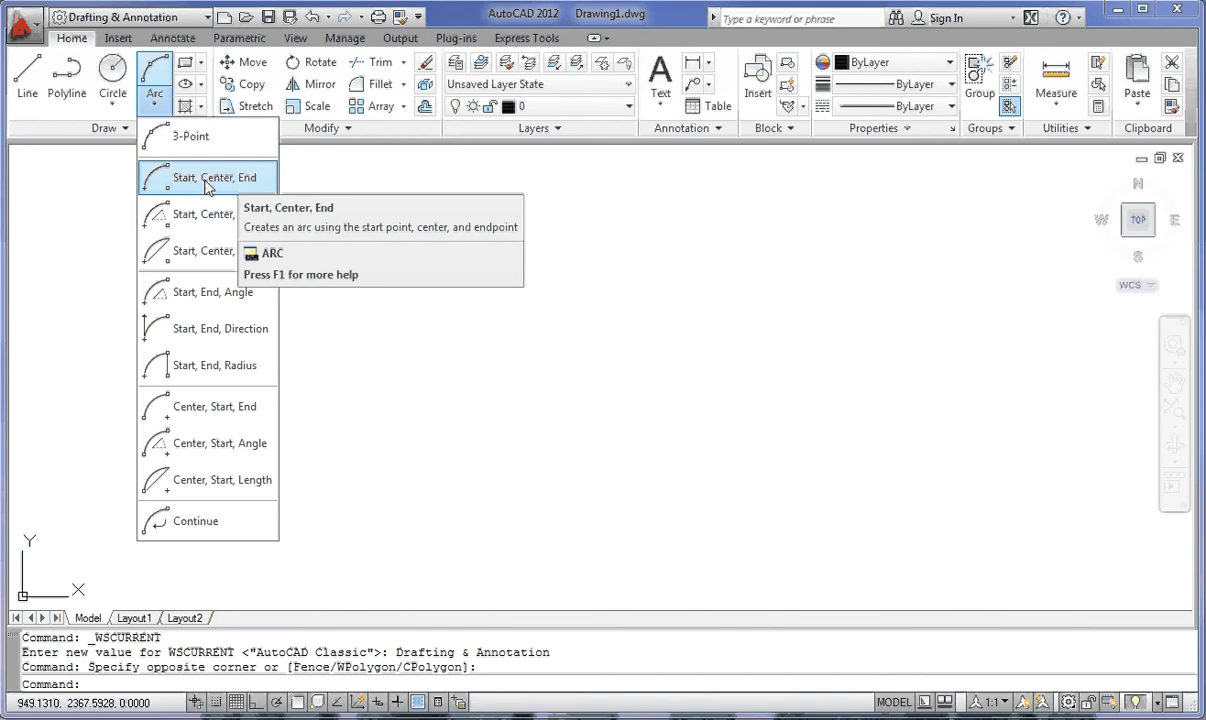 Drafting & Annotation
AutoCAD 2012 Drawing1.dwg
Type a keyword or phrase
Sign In
Home Insert Annotate Parametric View Manage Output Plug-ins Express Tools
Line
Polyline
Circle
Arc
Move
Copy
Stretch
Rotate
Mirror
Scale
Trim
Fillet
Array
Unsaved Layer State
0
Text
Table
Insert
ByLayer
ByLayer
ByLayer
Group
Measure
Paste
Draw
Modify
Layers
Annotation
Block
Properties
Groups
Utilities
Clipboard
3-Point
Start, Center, End
Start, Center,
Start, Center,
Start, End, Angle
Start, End, Direction
Start, End, Radius
Center, Start, End
Center, Start, Angle
Center, Start, Length
Continue
Start, Center, End
Creates an arc using the start point, center, and endpoint
ARC
Press F1 for more help
N
W
TOP
E
S
WCS
Y
X
Model Layout1 Layout2
Command: _WSCURRENT
Enter new value for WSCURRENT <"AutoCAD Classic">: Drafting & Annotation
Command: Specify opposite corner or [Fence/WPolygon/CPolygon]:
Command:
949.1310, 2367.5928, 0.0000
MODEL
1:1